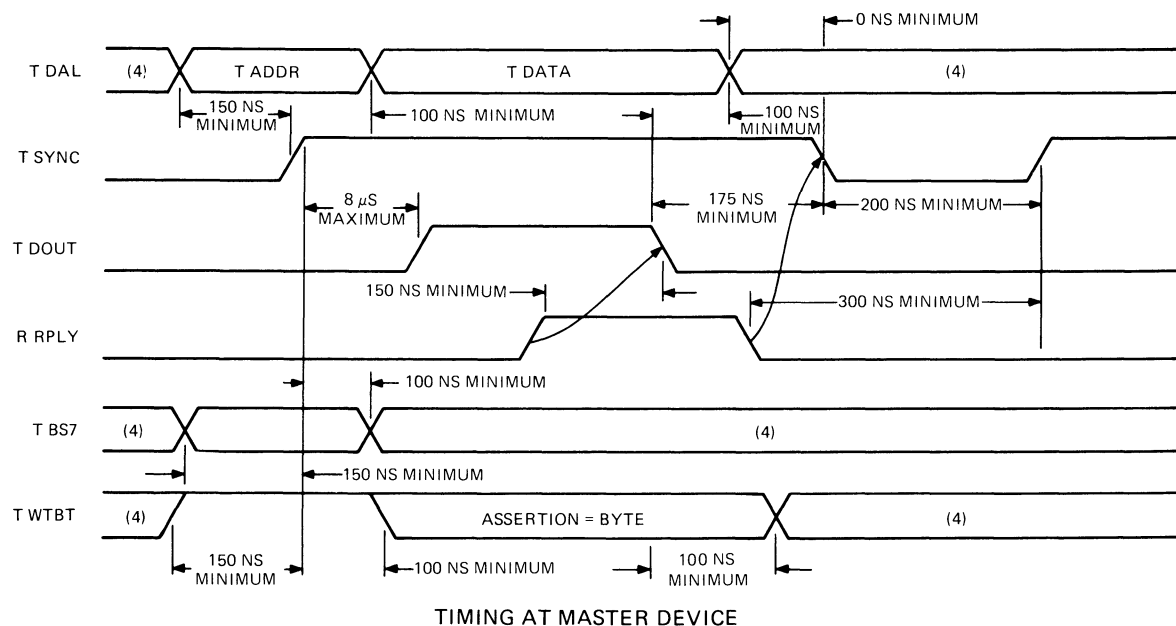 0 NS MINIMUM
T DAL
(4)
T ADDR
T DATA
(4)
150 NS
MINIMUM
100 NS MINIMUM
100 NS
MINIMUM
T SYNC
8 µS
MAXIMUM
175 NS
MINIMUM
200 NS MINIMUM
T DOUT
150 NS MINIMUM
300 NS MINIMUM
R RPLY
100 NS MINIMUM
T BS7
(4)
(4)
150 NS MINIMUM
T WTBT
(4)
ASSERTION = BYTE
(4)
150 NS
MINIMUM
100 NS MINIMUM
100 NS
MINIMUM
TIMING AT MASTER DEVICE